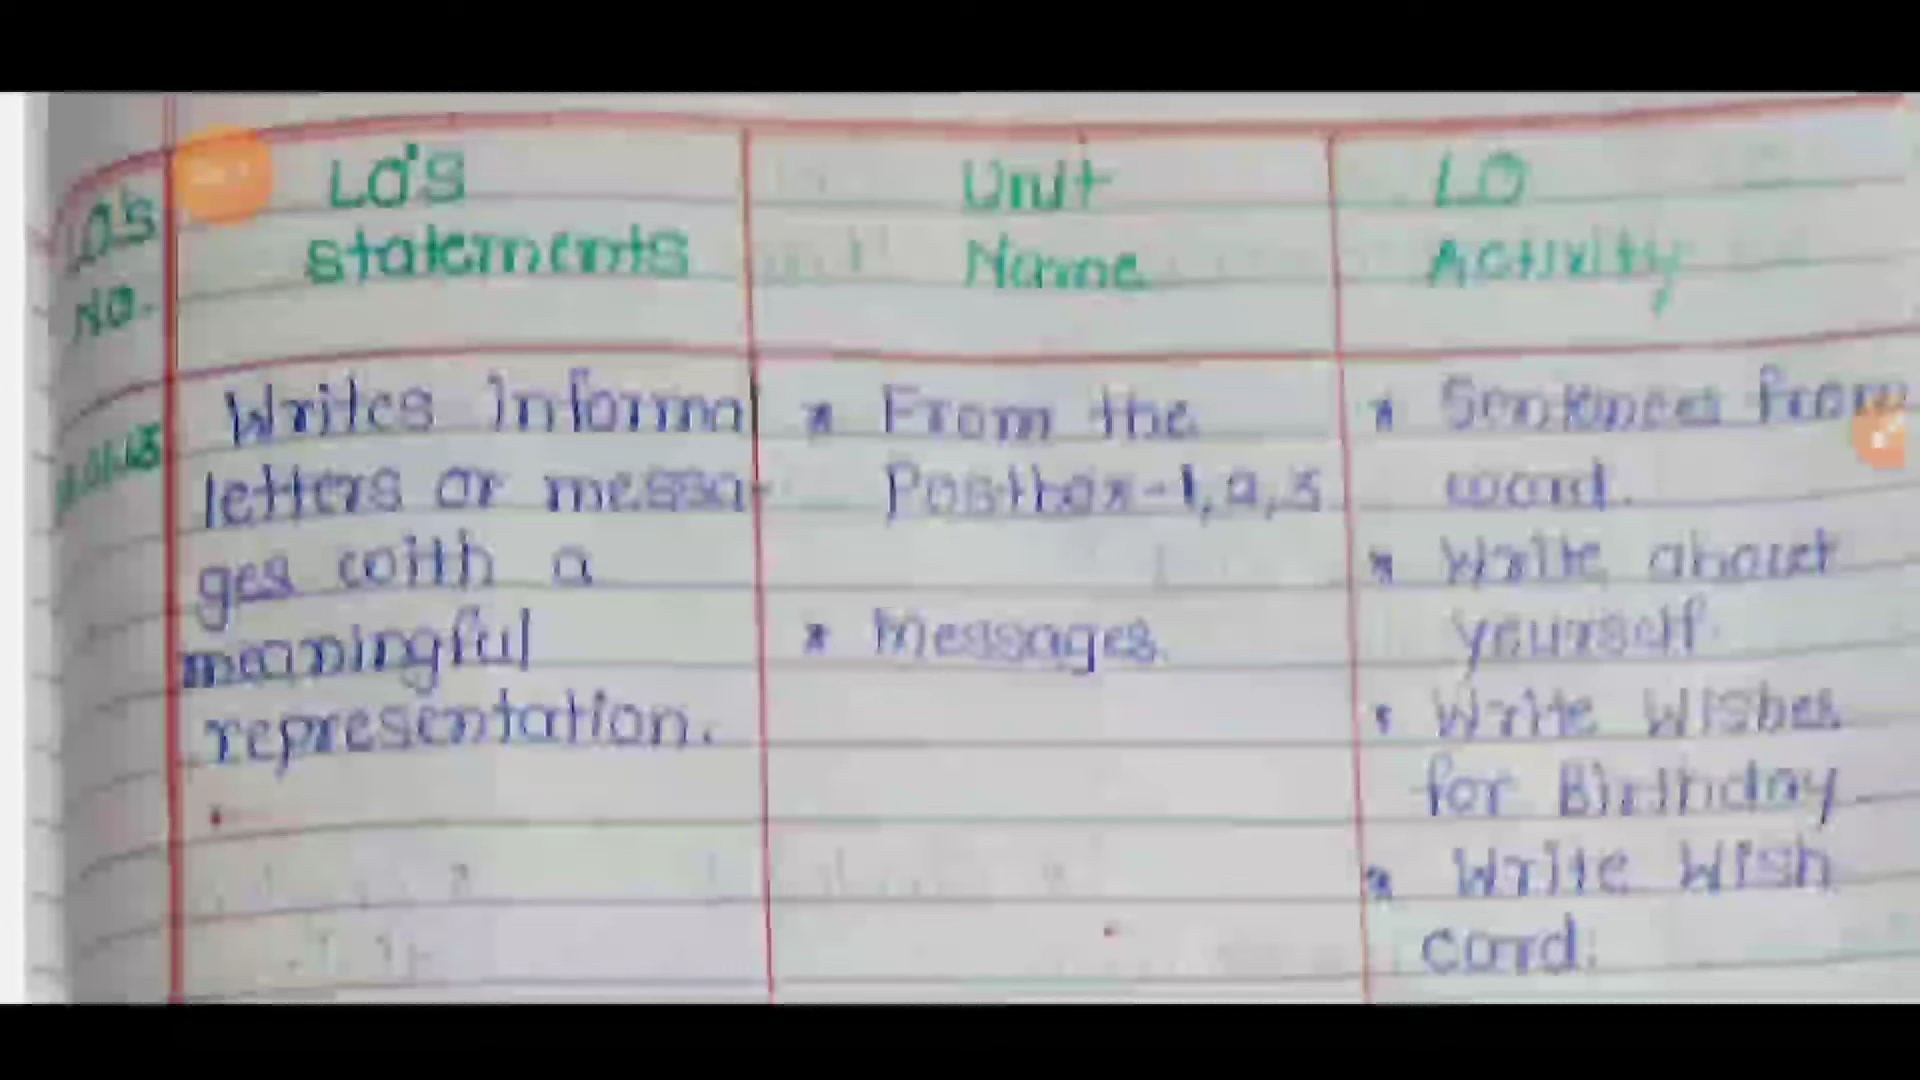 LO's
No.
LO'S
statements
Unit
Name
LO
Activity
Writes Informa
letters or messa-
ges with a
meaningful
representation.
* From the
Postbox-1,2,3
* Messages.
* Sentences from
word.
* Write about
yourself.
* Write Wishes
for Birthday
* Write Wish
card.